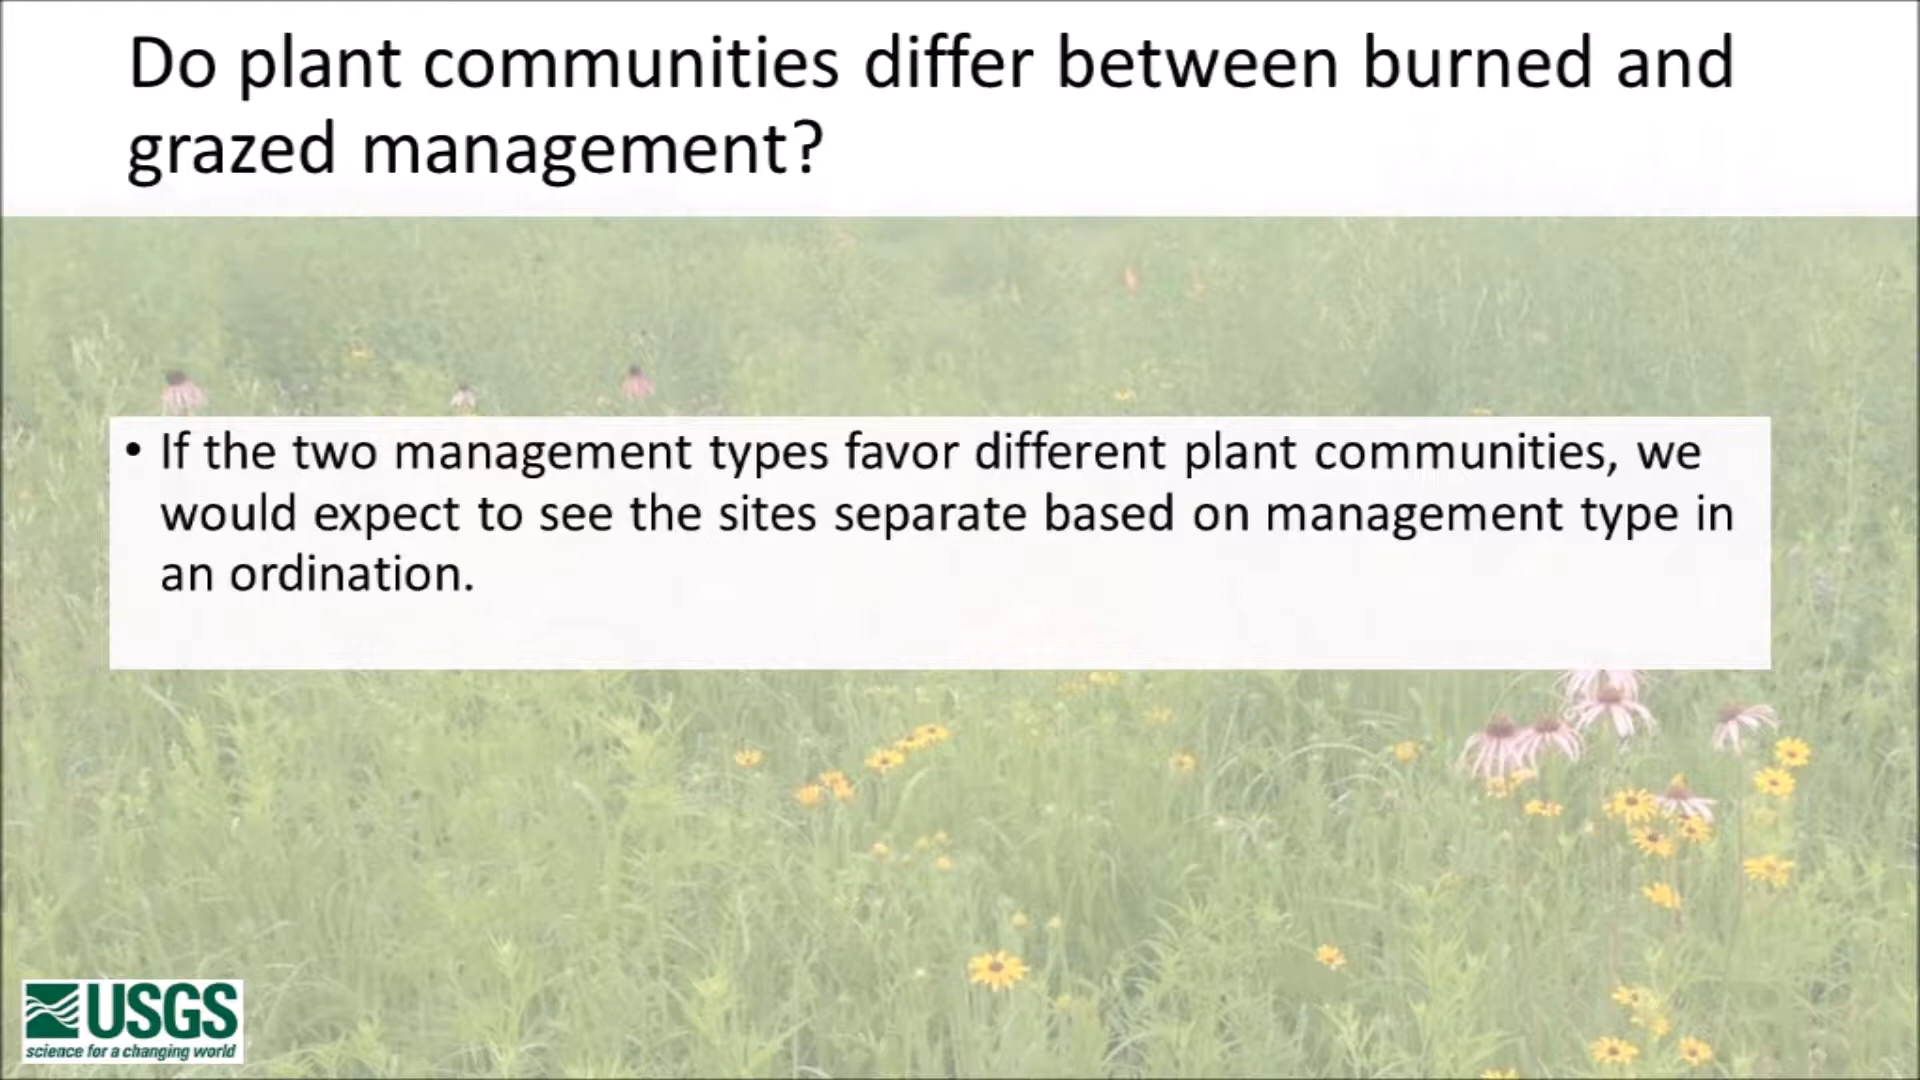 Do plant communities differ between burned and
grazed management?
• If the two management types favor different plant communities, we
would expect to see the sites separate based on management type in
an ordination.
USGS
science for a changing world